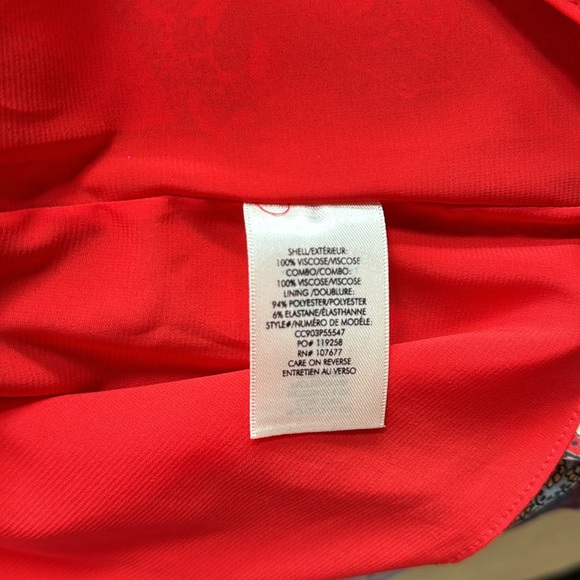 SHELL/EXTÉRIEUR:
100% VISCOSE/VISCOSE
COMBO/COMBO:
100% VISCOSE/VISCOSE
LINING /DOUBLURE:
94% POLYESTER/POLYESTER
6% ELASTANE/ÉLASTHANNE
STYLE#/NUMÉRO DE MODÈLE:
CC903P55547
PO# 119258
RN# 107677
CARE ON REVERSE
ENTRETIEN AU VERSO